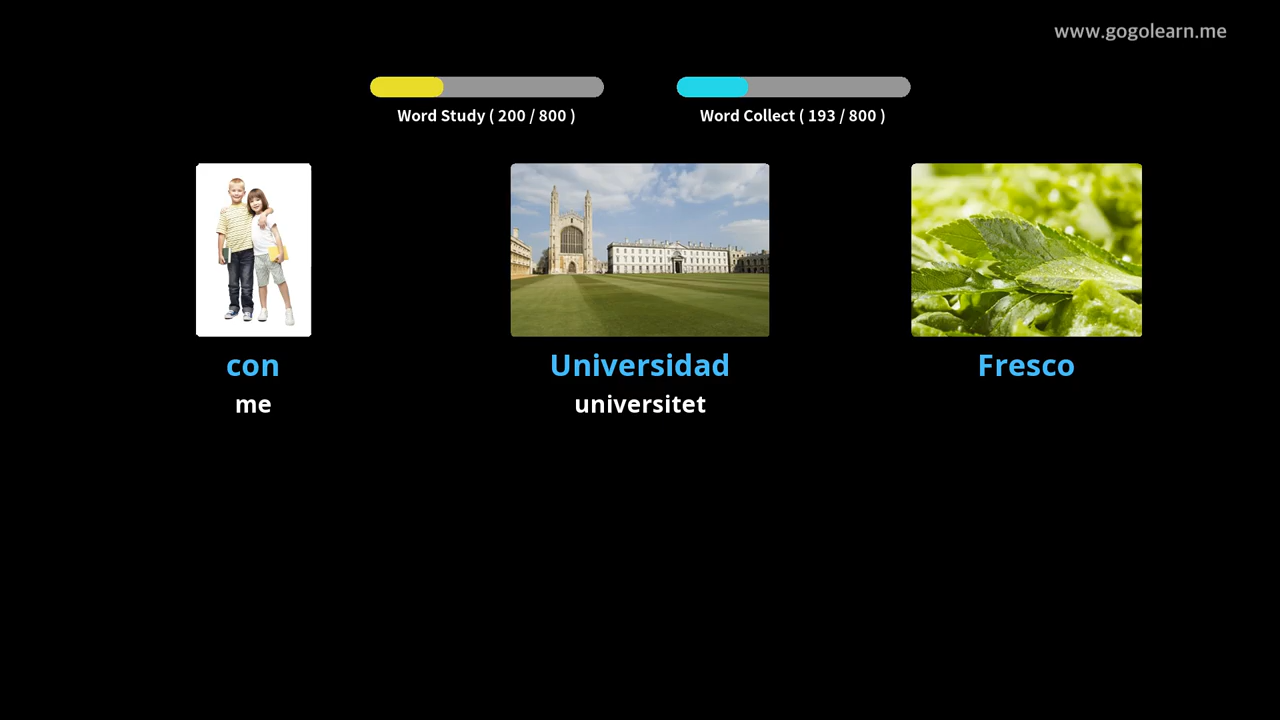 www.gogolearn.me
Word Study ( 200 / 800 )
Word Collect ( 193 / 800 )
con
Universidad
Fresco
me
universitet